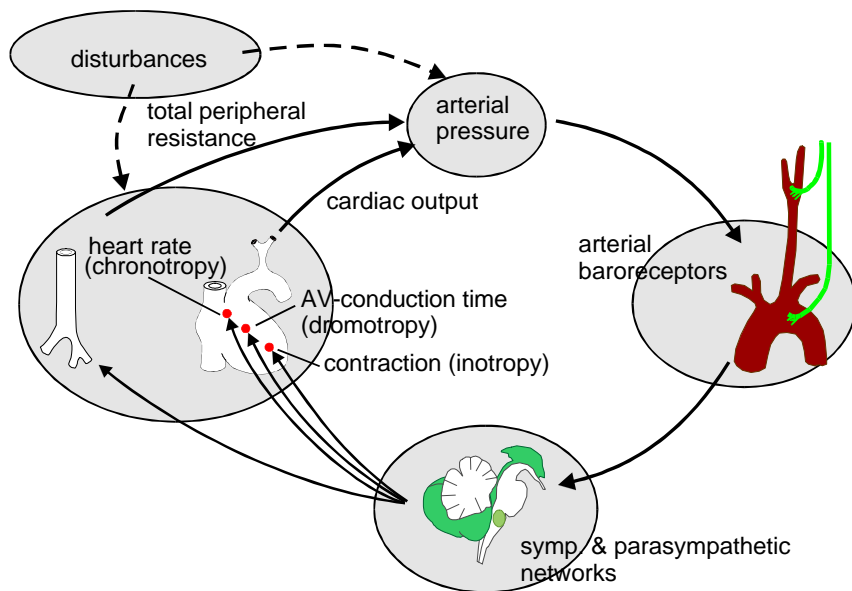 disturbances
total peripheral
resistance
arterial
pressure
cardiac output
heart rate
(chronotropy)
AV-conduction time
(dromotropy)
contraction (inotropy)
arterial
baroreceptors
symp. & parasympathetic
networks